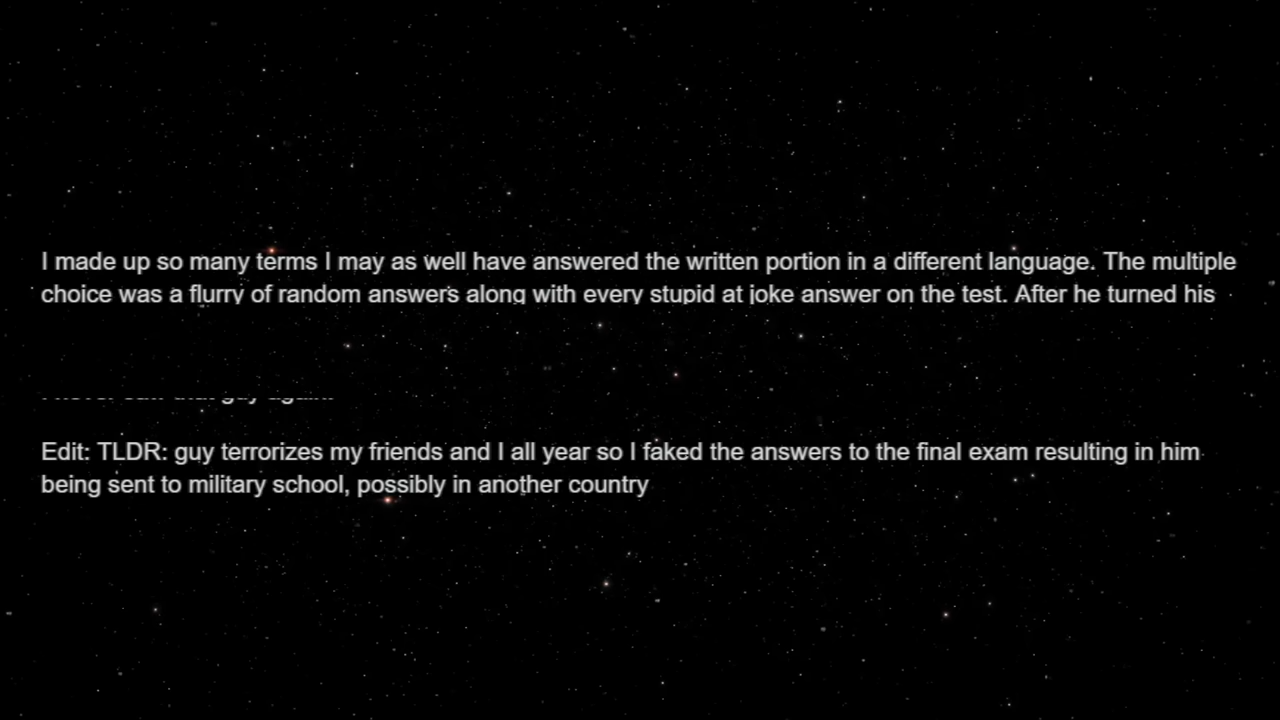 I made up so many terms I may as well have answered the written portion in a different language. The multiple
choice was a flurry of random answers along with every stupid at joke answer on the test. After he turned his
guy again.
Edit: TLDR: guy terrorizes my friends and I all year so I faked the answers to the final exam resulting in him
being sent to military school, possibly in another country